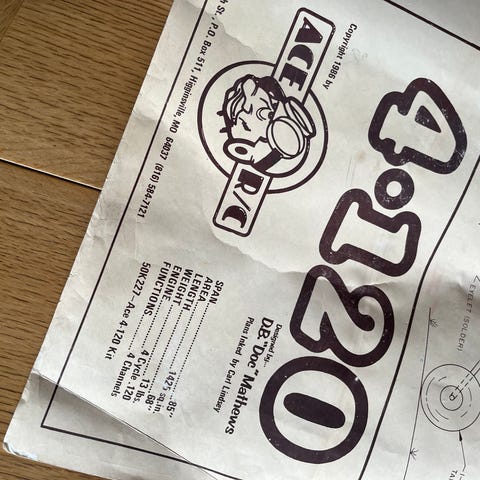 4•120
ACE
R/C
Copyright 1986 by
St., P.O. Box 511, Higginsville, MO 64037 (816) 584-7121
Designed by:
D.B. "Doc" Mathews
Plans Inked by Carl Lindsey
SPAN..................85"
AREA..................1425 sq.in.
LENGTH..................68"
WEIGHT..................13 lbs.
ENGINE..................4 Cycle .120
FUNCTIONS..................4 Channels
50K227—Ace 4-120 Kit
EYELET (SOLDER)